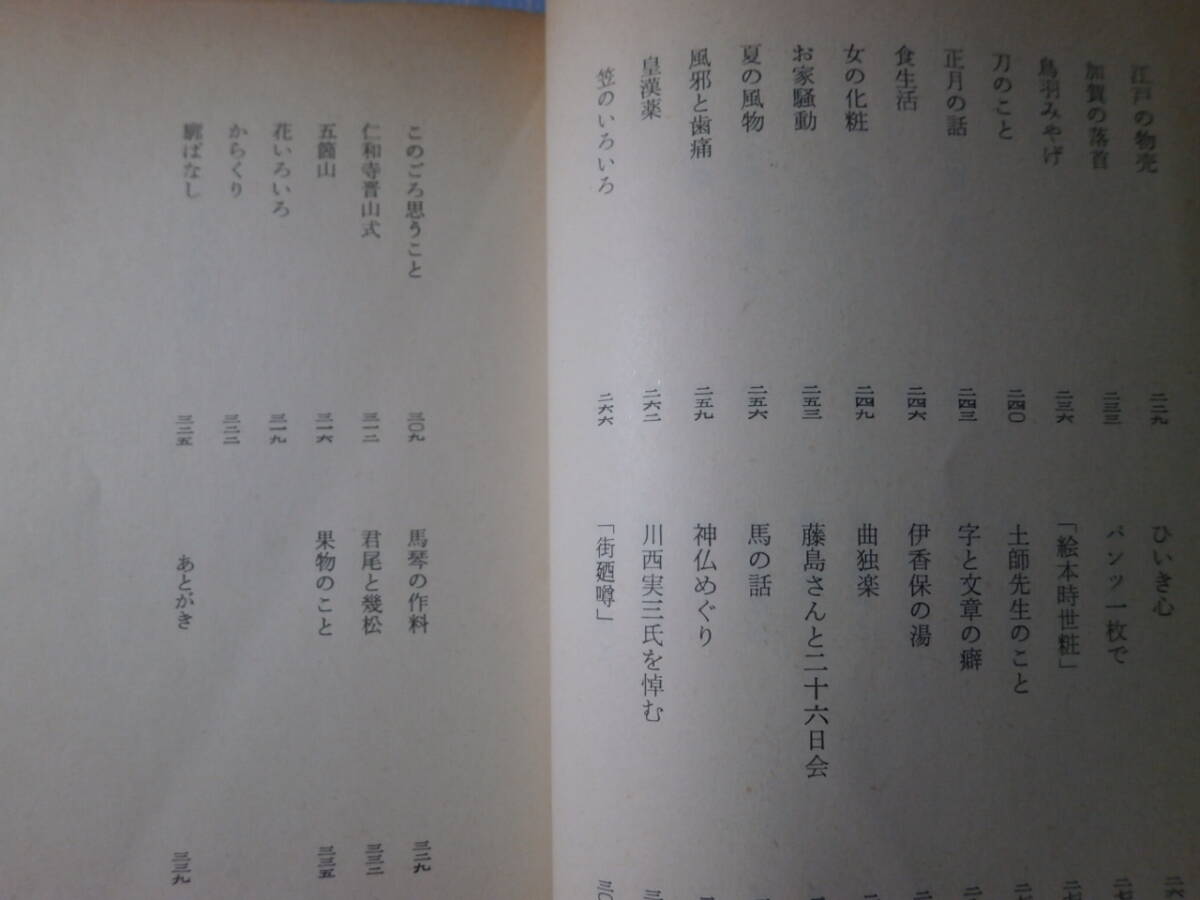 江戸の物売 二二九
加賀の落首 二三三
鳥羽みやげ 二三六
刀のこと 二四〇
正月の話 二四三
食生活 二四六
女の化粧 二四九
お家騒動 二五三
夏の風物 二五六
風邪と歯痛 二五九
皇漢薬 二六二
笠のいろいろ 二六六
ひいき心
パンツ一枚で
「絵本時世粧」
土師先生のこと
字と文章の癖
伊香保の湯
曲独楽
藤島さんと二十六日会
馬の話
神仏めぐり
川西実三氏を悼む
「街廼噂」
このごろ思うこと 三〇九
仁和寺晋山式 三一二
五箇山 三一六
花いろいろ 三一九
からくり 三二二
廓ばなし 三二五
馬琴の作料 三二九
君尾と幾松 三三二
果物のこと 三三五
あとがき 三三九